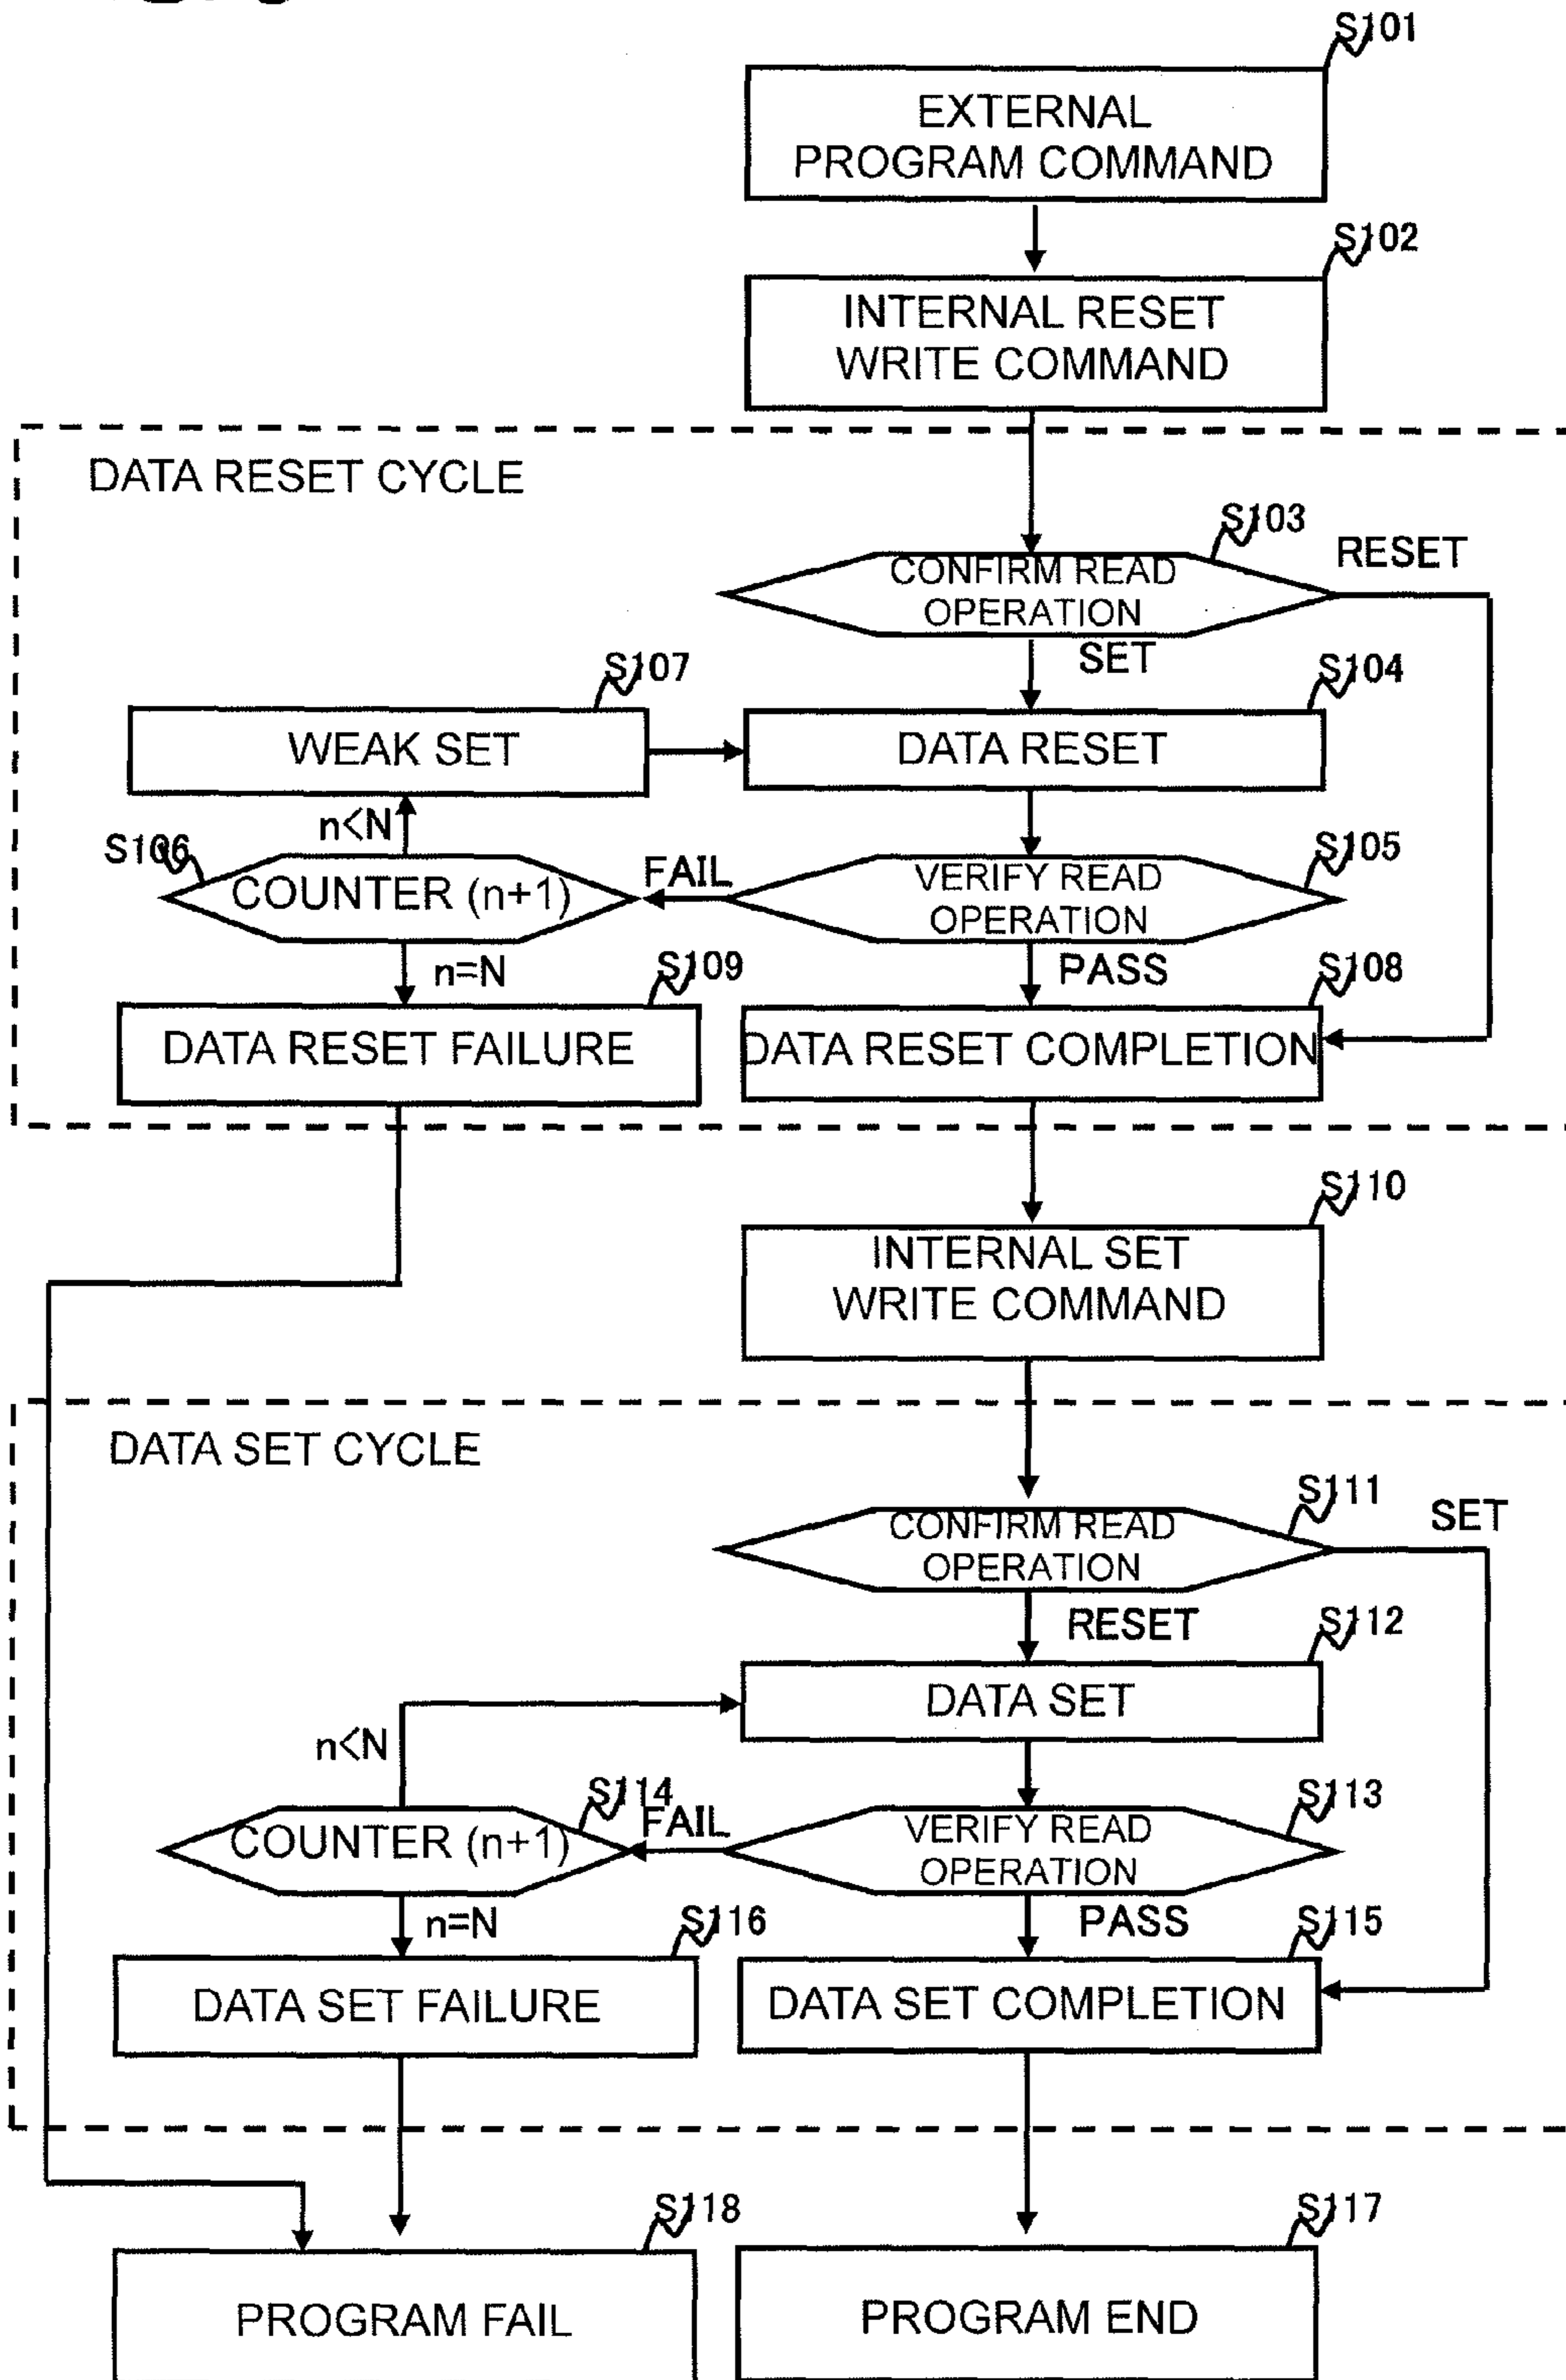 S101
EXTERNAL
PROGRAM COMMAND
S102
INTERNAL RESET
WRITE COMMAND
DATA RESET CYCLE
S103
RESET
CONFIRM READ
OPERATION
SET
S107
S104
WEAK SET
DATA RESET
n<N
S106
S105
COUNTER (n+1)
FAIL
VERIFY READ
OPERATION
n=N
S109
PASS
S108
DATA RESET FAILURE
DATA RESET COMPLETION
S110
INTERNAL SET
WRITE COMMAND
DATA SET CYCLE
S111
SET
CONFIRM READ
OPERATION
RESET
S112
DATA SET
n<N
S114
S113
COUNTER (n+1)
FAIL
VERIFY READ
OPERATION
n=N
S116
PASS
S115
DATA SET FAILURE
DATA SET COMPLETION
S118
S117
PROGRAM FAIL
PROGRAM END